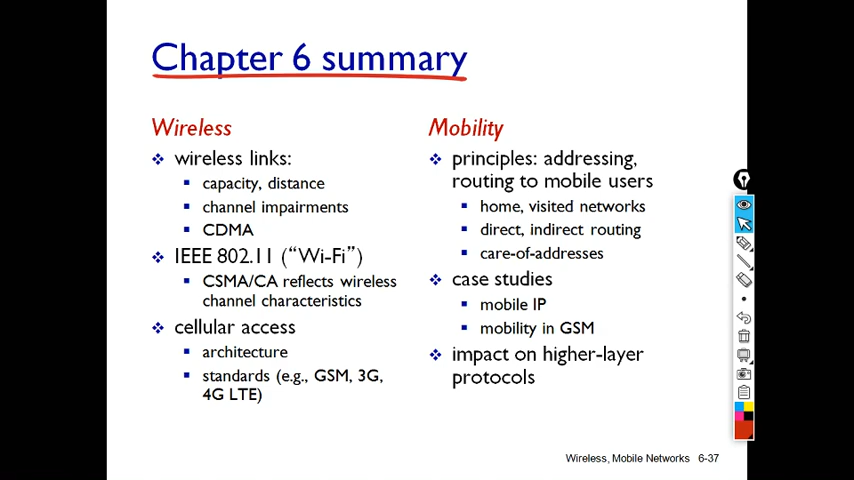 Chapter 6 summary
Wireless
❖ wireless links:
▪ capacity, distance
▪ channel impairments
▪ CDMA
❖ IEEE 802.11 (“Wi-Fi”)
▪ CSMA/CA reflects wireless
channel characteristics
❖ cellular access
▪ architecture
▪ standards (e.g., GSM, 3G,
4G LTE)
Mobility
❖ principles: addressing,
routing to mobile users
▪ home, visited networks
▪ direct, indirect routing
▪ care-of-addresses
❖ case studies
▪ mobile IP
▪ mobility in GSM
❖ impact on higher-layer
protocols
Wireless, Mobile Networks 6-37